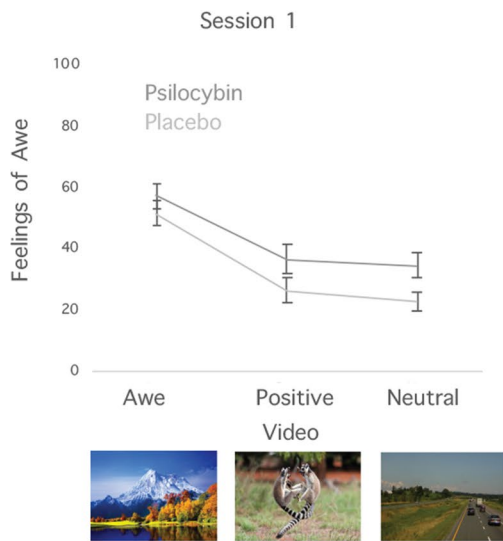 Session 1
Feelings of Awe
100
80
60
40
20
0
Psilocybin
Placebo
Awe Positive Neutral
Video